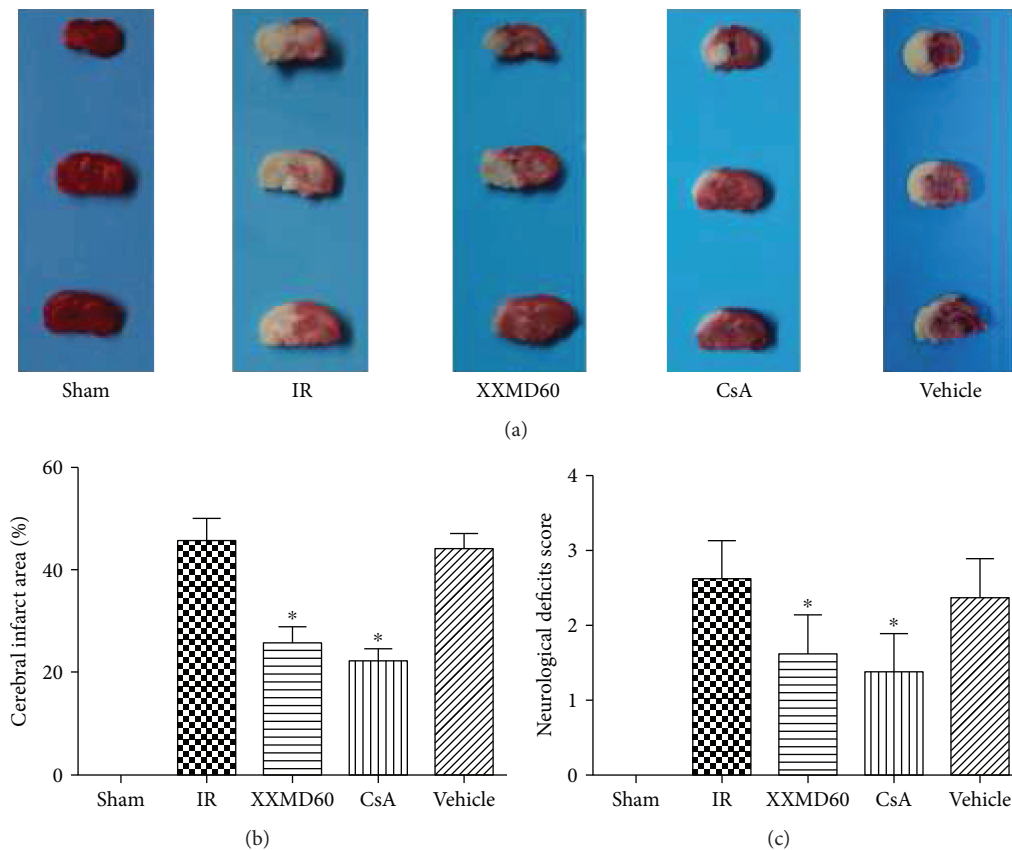 Sham IR XXMD60 CsA Vehicle
(a)
Cerebral infarct area (%)
60
40
20
0
Sham IR XXMD60 CsA Vehicle
* *
(b)
Neurological deficits score
4
3
2
1
0
Sham IR XXMD60 CsA Vehicle
* *
(c)